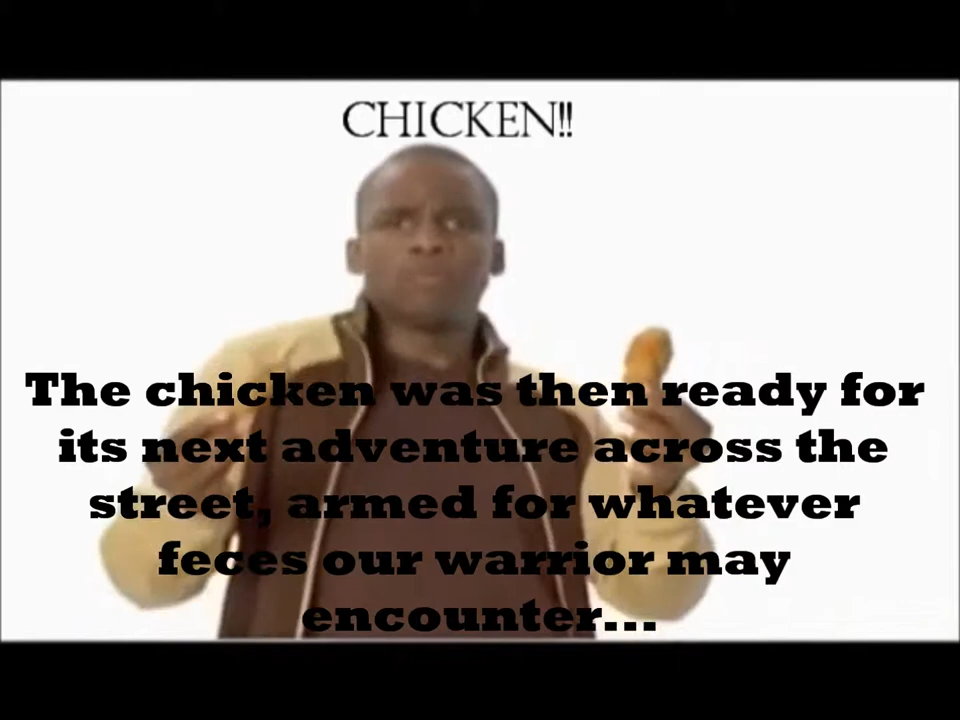 CHICKEN!!
The chicken was then ready for
its next adventure across the
street, armed for whatever
feces our warrior may
encounter...